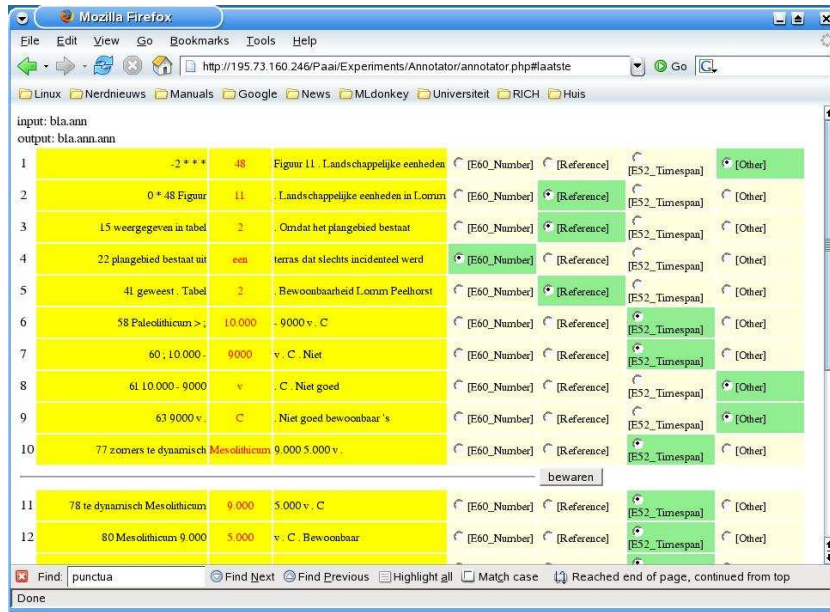 Mozilla Firefox
File Edit View Go Bookmarks Tools Help
http://195.73.160.246/Paai/Experiments/Annotator/annotator.php#laatste Go G
Linux Nerdnieuws Manuals Google News MLdonkey Universiteit RICH Huis
input: bla.ann
output: bla.ann.ann
1 -2 * * * 48 Figuur 11 . Landschappelijke eenheden [E60_Number] [Reference] [E52_Timespan] [Other]
2 0 * 48 Figuur 11 . Landschappelijke eenheden in Lomm [E60_Number] [Reference] [E52_Timespan] [Other]
3 15 weergegeven in tabel 2 . Omdat het plangebied bestaat [E60_Number] [Reference] [E52_Timespan] [Other]
4 22 plangebied bestaat uit een terras dat slechts incidenteel werd [E60_Number] [Reference] [E52_Timespan] [Other]
5 41 geweest . Tabel 2 . Bewoonbaarheid Lomm Peelhorst [E60_Number] [Reference] [E52_Timespan] [Other]
6 58 Paleolithicum > ; 10.000 - 9000 v . C [E60_Number] [Reference] [E52_Timespan] [Other]
7 60 ; 10.000 - 9000 v . C . Niet [E60_Number] [Reference] [E52_Timespan] [Other]
8 61 10.000 - 9000 v . C . Niet goed [E60_Number] [Reference] [E52_Timespan] [Other]
9 63 9000 v . C . Niet goed bewoonbaar 's [E60_Number] [Reference] [E52_Timespan] [Other]
10 77 zomers te dynamisch Mesolithicum 9.000 5.000 v . [E60_Number] [Reference] [E52_Timespan] [Other]
bewaren
11 78 te dynamisch Mesolithicum 9.000 5.000 v . C [E60_Number] [Reference] [E52_Timespan] [Other]
12 80 Mesolithicum 9.000 5.000 v . C . Bewoonbaar [E60_Number] [Reference] [E52_Timespan] [Other]
Find: punctua Find Next Find Previous Highlight all Match case Reached end of page, continued from top
Done